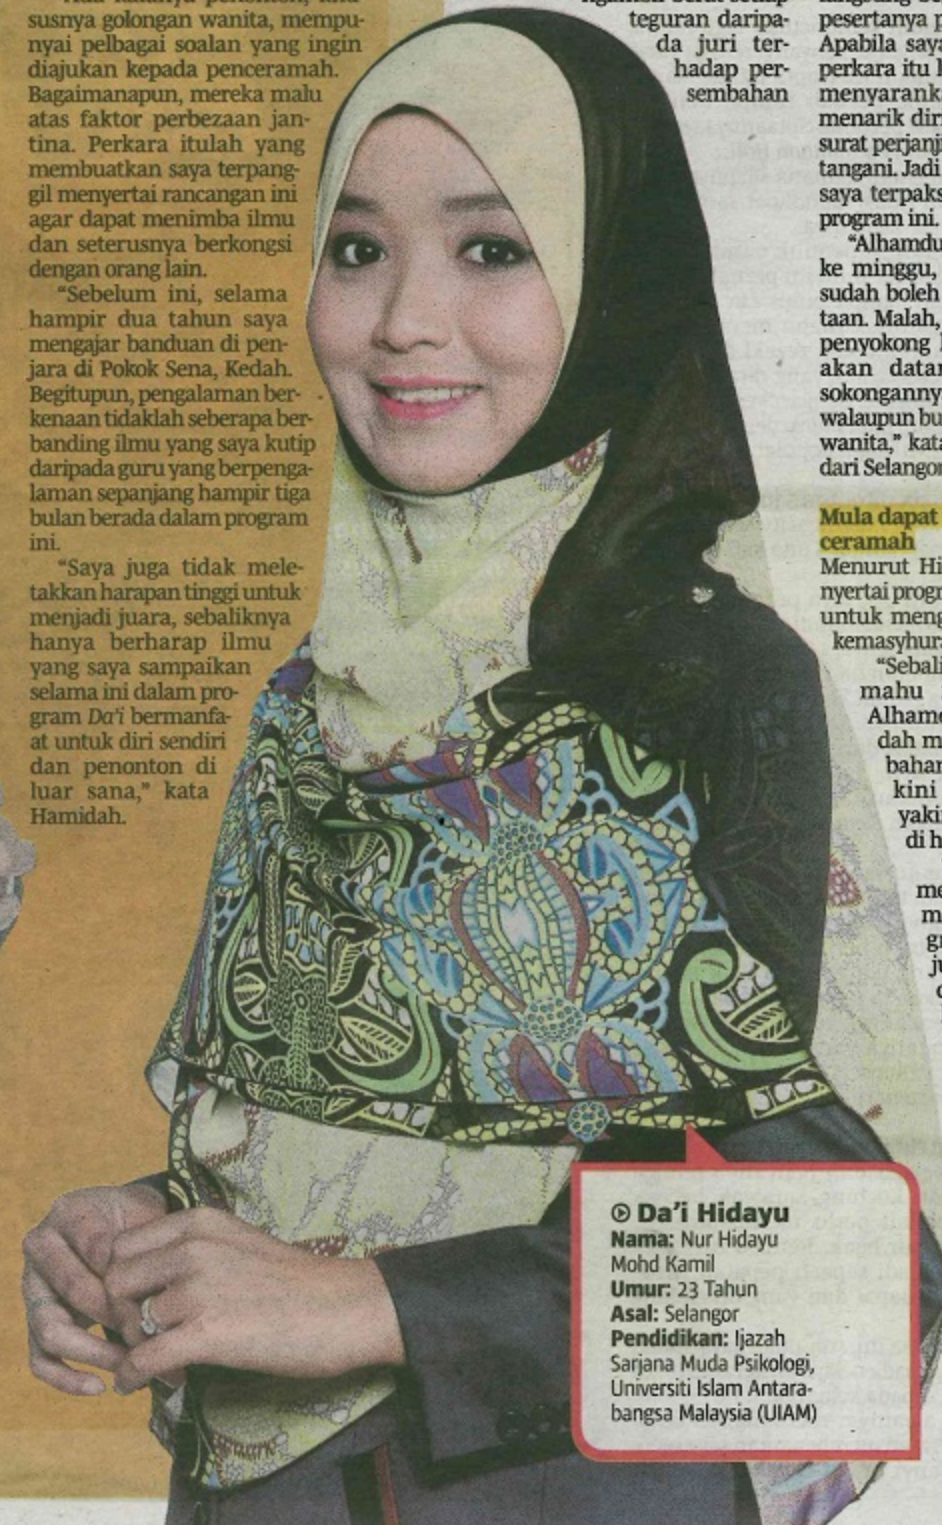 susnya golongan wanita, mempu-
nyai pelbagai soalan yang ingin
diajukan kepada penceramah.
Bagaimanapun, mereka malu
atas faktor perbezaan jan-
tina. Perkara itulah yang
membuatkan saya terpang-
gil menyertai rancangan ini
agar dapat menimba ilmu
dan seterusnya berkongsi
dengan orang lain.
“Sebelum ini, selama
hampir dua tahun saya
mengajar banduan di pen-
jara di Pokok Sena, Kedah.
Begitupun, pengalaman ber-
kenaan tidaklah seberapa ber-
banding ilmu yang saya kutip
daripada guru yang berpenga-
laman sepanjang hampir tiga
bulan berada dalam program
ini.
“Saya juga tidak mele-
takkan harapan tinggi untuk
menjadi juara, sebaliknya
hanya berharap ilmu
yang saya sampaikan
selama ini dalam pro-
gram Da’i bermanfa-
at untuk diri sendiri
dan penonton di
luar sana,” kata
Hamidah.
teguran daripa-
da juri ter-
hadap per-
sembahan
pesertanya
Apabila saya
perkara itu
menyarank
menarik dir
surat perjanj
tangani. Jadi
saya terpaks
program ini.
“Alhamdu
ke minggu,
sudah boleh
taan. Malah,
penyokong
akan datan
sokongannya
walaupun bu
wanita,” kata
dari Selangor
Mula dapat
ceramah
Menurut Hi
nyertai progr
untuk meng
kemasyhura
“Sebali
mahu
Alhamd
dah m
bahan
kini
yaki
di h
me
m
gr
ju
Da’i Hidayu
Nama: Nur Hidayu
Mohd Kamil
Umur: 23 Tahun
Asal: Selangor
Pendidikan: Ijazah
Sarjana Muda Psikologi,
Universiti Islam Antara-
bangsa Malaysia (UIAM)